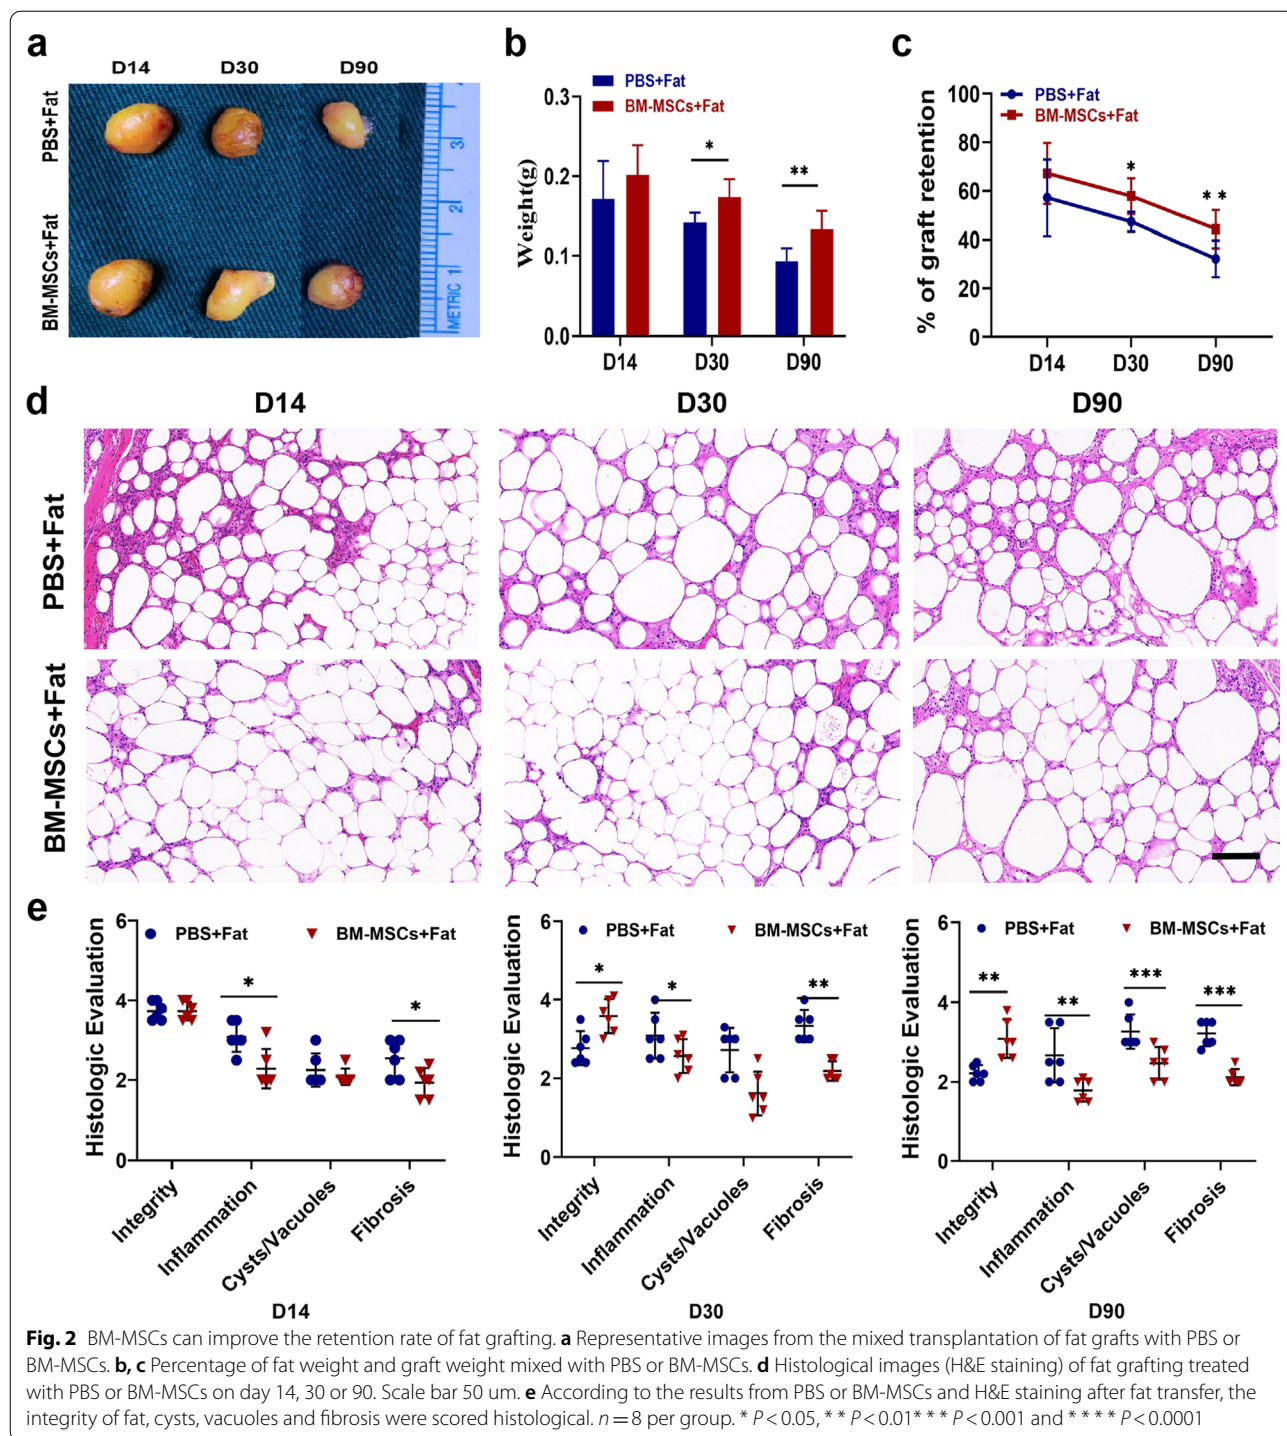 a
D14
D30
D90
PBS+Fat
BM-MSCs+Fat
3
2
METRIC 1
b
PBS+Fat
BM-MSCs+Fat
Weight(g)
0.3
0.2
0.1
0.0
*
**
D14
D30
D90
c
PBS+Fat
BM-MSCs+Fat
% of graft retention
100
80
60
40
20
0
*
**
D14
D30
D90
d
D14
D30
D90
PBS+Fat
BM-MSCs+Fat
e
Histologic Evaluation
6
4
2
0
PBS+Fat
BM-MSCs+Fat
*
*
Integrity
Inflammation
Cysts/Vacuoles
Fibrosis
D14
Histologic Evaluation
6
4
2
0
PBS+Fat
BM-MSCs+Fat
*
*
**
Integrity
Inflammation
Cysts/Vacuoles
Fibrosis
D30
Histologic Evaluation
6
4
2
0
PBS+Fat
BM-MSCs+Fat
**
**
***
***
Integrity
Inflammation
Cysts/Vacuoles
Fibrosis
D90
Fig. 2 BM-MSCs can improve the retention rate of fat grafting. a Representative images from the mixed transplantation of fat grafts with PBS or
BM-MSCs. b, c Percentage of fat weight and graft weight mixed with PBS or BM-MSCs. d Histological images (H&E staining) of fat grafting treated
with PBS or BM-MSCs on day 14, 30 or 90. Scale bar 50 um. e According to the results from PBS or BM-MSCs and H&E staining after fat transfer, the
integrity of fat, cysts, vacuoles and fibrosis were scored histological. n = 8 per group. * P < 0.05, * * P < 0.01* * * P < 0.001 and * * * * P < 0.0001